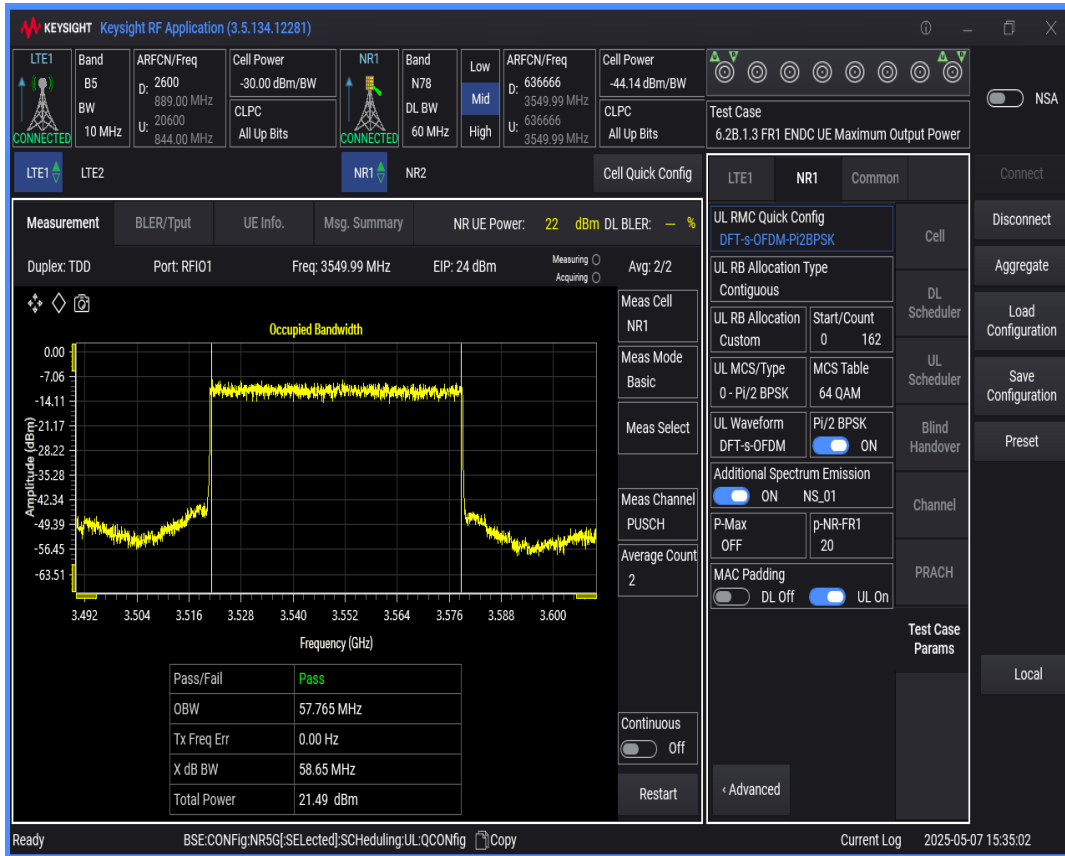 KEYSIGHT Keysight RF Application (3.5.134.12281)
LTE1 Band B5 BW 10 MHz CONNECTED
ARFCN/Freq D: 2600 889.00 MHz U: 20600 844.00 MHz
Cell Power -30.00 dBm/BW
CLPC All Up Bits
NR1 Band N78 DL BW 60 MHz CONNECTED
Low Mid High
ARFCN/Freq D: 636666 3549.99 MHz U: 636666 3549.99 MHz
Cell Power -44.14 dBm/BW
CLPC All Up Bits
Test Case
6.2B.1.3 FR1 ENDC UE Maximum Output Power
NSA
LTE1 LTE2 NR1 NR2 Cell Quick Config
Measurement BLER/Tput UE Info. Msg. Summary NR UE Power: 22 dBm DL BLER: — %
Duplex: TDD Port: RFIO1 Freq: 3549.99 MHz EIP: 24 dBm Measuring Acquiring Avg: 2/2
Occupied Bandwidth
Amplitude (dBm)
0.00
-7.06
-14.11
-21.17
-28.22
-35.28
-42.34
-49.39
-56.45
-63.51
3.492 3.504 3.516 3.528 3.540 3.552 3.564 3.576 3.588 3.600
Frequency (GHz)
Pass/Fail Pass
OBW 57.765 MHz
Tx Freq Err 0.00 Hz
X dB BW 58.65 MHz
Total Power 21.49 dBm
Meas Cell
NR1
Meas Mode
Basic
Meas Select
Meas Channel
PUSCH
Average Count
2
Continuous
Off
Restart
LTE1 NR1 Common
UL RMC Quick Config
DFT-s-OFDM-Pi2BPSK
UL RB Allocation Type
Contiguous
UL RB Allocation Start/Count
Custom 0 162
UL MCS/Type MCS Table
0 - Pi/2 BPSK 64 QAM
UL Waveform Pi/2 BPSK
DFT-s-OFDM ON
Additional Spectrum Emission
ON NS_01
P-Max p-NR-FR1
OFF 20
MAC Padding
DL Off UL On
‹ Advanced
Cell
DL Scheduler
UL Scheduler
Blind Handover
Channel
PRACH
Test Case Params
Connect
Disconnect
Aggregate
Load Configuration
Save Configuration
Preset
Local
Ready BSE:CONFig:NR5G[:SELected]:SCHeduling:UL:QCONfig Copy Current Log 2025-05-07 15:35:02